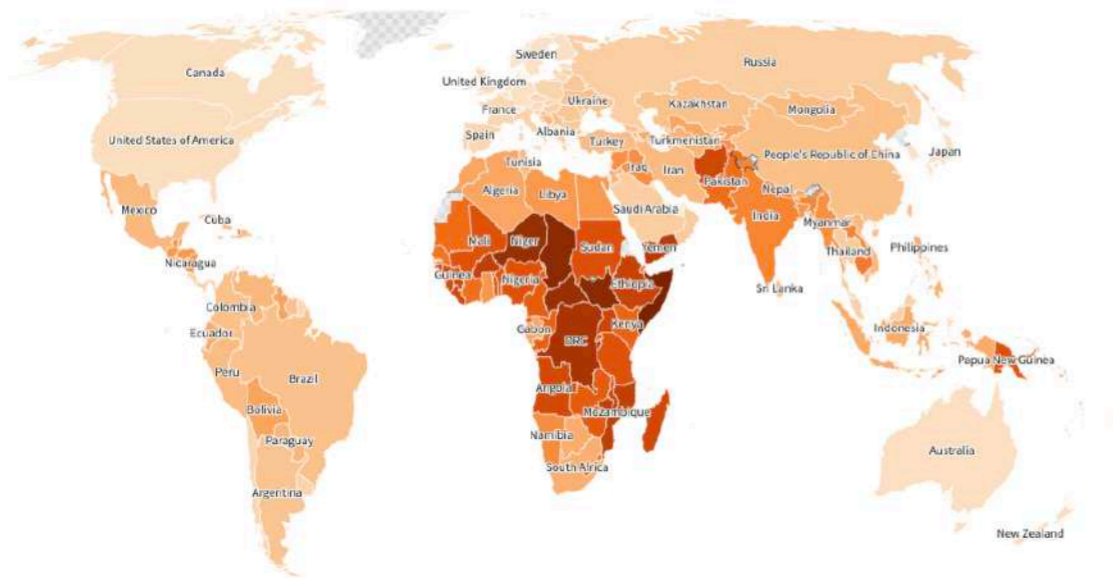 Sweden
Canada
Russia
United Kingdom
Ukraine
Kazakhstan
Mongolia
France
United States of America
Spain
Albania
Turkey
Turkmenistan
People's Republic of China
Japan
Tunisia
Iraq
Iran
Algeria
Libya
Pakistan
Nepal
Mexico
Cuba
Saudi Arabia
India
Myanmar
Mali
Niger
Sudan
Yemen
Thailand
Philippines
Nicaragua
Guinea
Nigeria
Ethiopia
Sri Lanka
Colombia
Ecuador
Gabon
Kenya
Indonesia
DRC
Papua New Guinea
Peru
Brazil
Angola
Bolivia
Mozambique
Paraguay
Namibia
Australia
South Africa
Argentina
New Zealand